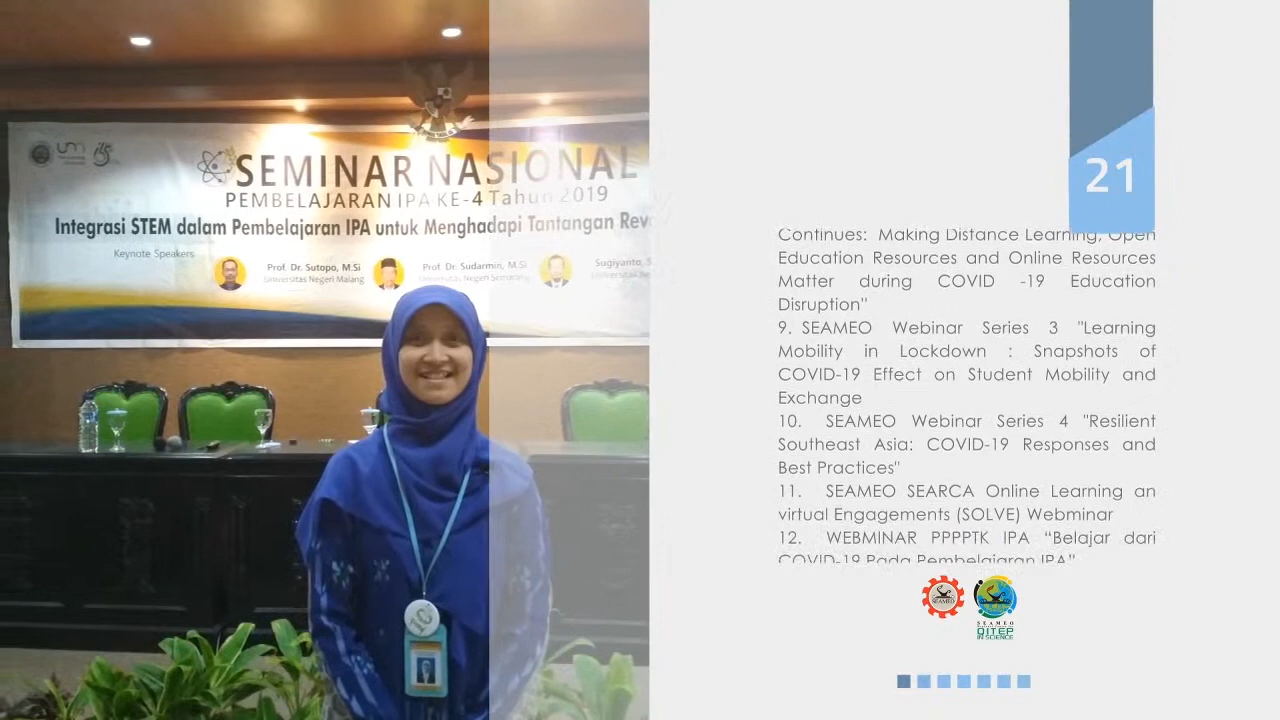 SEMINAR NASIONAL
PEMBELAJARAN IPA KE-4 Tahun 2019
Integrasi STEM dalam Pembelajaran IPA untuk Menghadapi Tantangan
Keynote Speakers
Prof. Dr. Sutopo, M.Si
Universitas Negeri Malang
Prof. Dr. Sudarmin, M.Si
Universitas Negeri Semarang
Sugiyanto,
21
Continues: Making Distance Learning, Open
Education Resources and Online Resources
Matter during COVID -19 Education
Disruption"
9. SEAMEO Webinar Series 3 "Learning
Mobility in Lockdown : Snapshots of
COVID-19 Effect on Student Mobility and
Exchange
10. SEAMEO Webinar Series 4 "Resilient
Southeast Asia: COVID-19 Responses and
Best Practices"
11. SEAMEO SEARCA Online Learning an
virtual Engagements (SOLVE) Webminar
12. WEBMINAR PPPPTK IPA “Belajar dari
COVID-19 Pada Pembelajaran IPA”
SEAMEO
SEAMEO
QITEP
IN SCIENCE